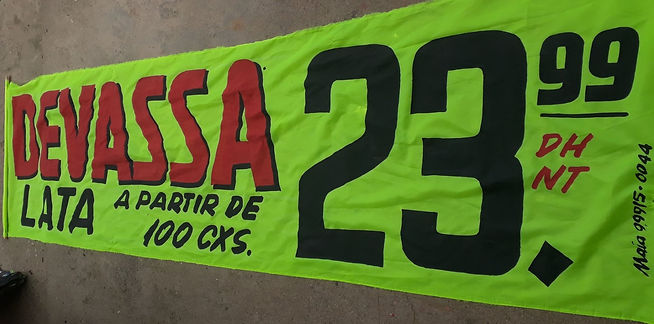 DEVASSA
LATA
A PARTIR DE
100 CXS.
23.99
DH
NT
Maia 99915-0044